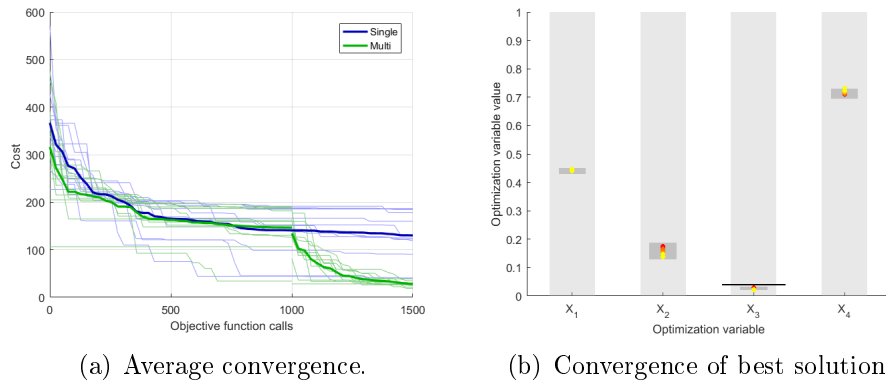 600
500
400
300
200
100
0
Cost
0
500
1000
1500
Objective function calls
Single
Multi
(a) Average convergence.
1
0.9
0.8
0.7
0.6
0.5
0.4
0.3
0.2
0.1
0
Optimization variable value
X1
X2
X3
X4
Optimization variable
(b) Convergence of best solution